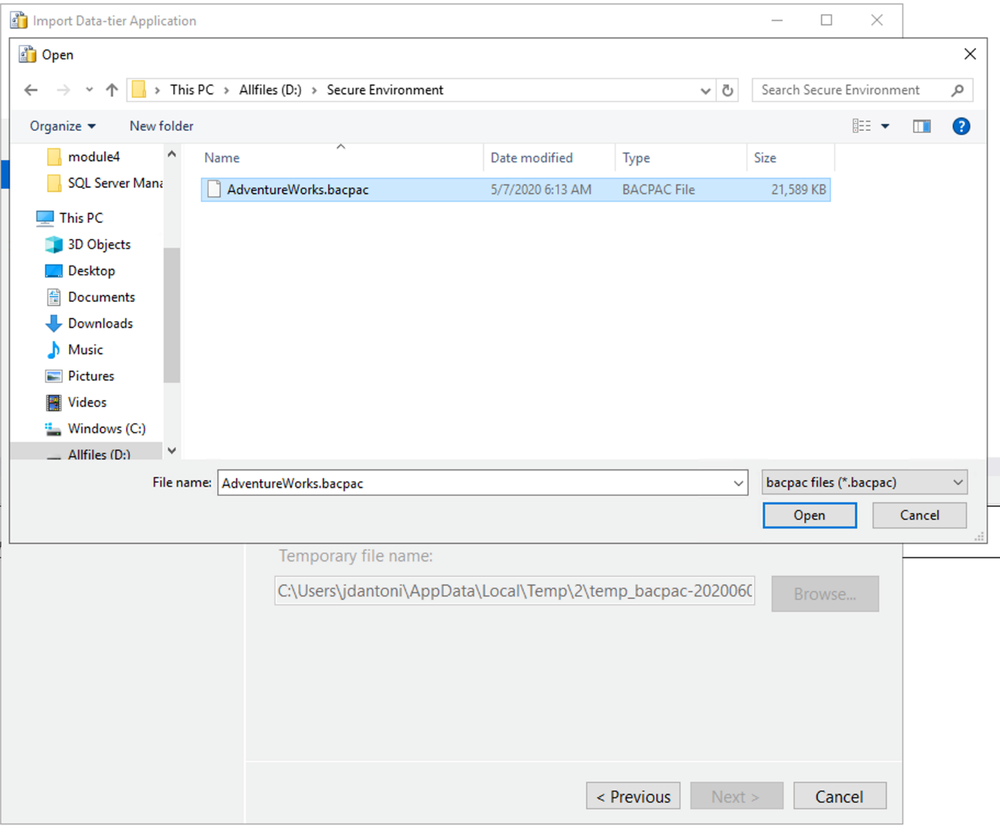 Import Data-tier Application
Open
This PC Allfiles (D:) Secure Environment
Search Secure Environment
Organize New folder
?
module4
SQL Server Mana
This PC
3D Objects
Desktop
Documents
Downloads
Music
Pictures
Videos
Windows (C:)
Allfiles (D:)
Name Date modified Type Size
AdventureWorks.bacpac 5/7/2020 6:13 AM BACPAC File 21,589 KB
File name: AdventureWorks.bacpac bacpac files (*.bacpac)
Open Cancel
Temporary file name:
C:\Users\jdantoni\AppData\Local\Temp\2\temp_bacpac-2020060 Browse...
< Previous Next > Cancel